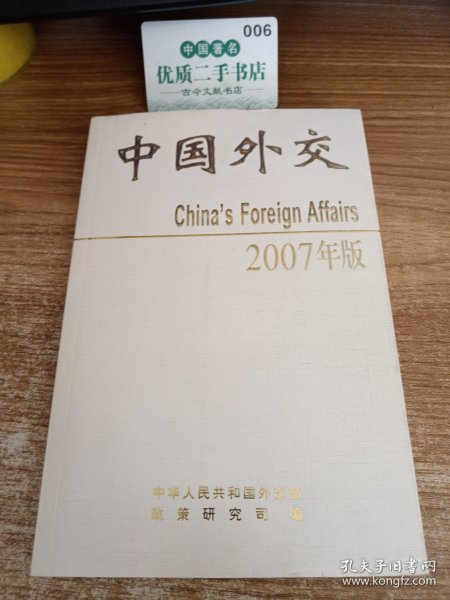 006
中国著名
优质二手书店
古今文献书店
中国外交
China's Foreign Affairs
2007年版
中华人民共和国外交部
政策研究司 编
孔夫子旧书网
www.kongfz.com